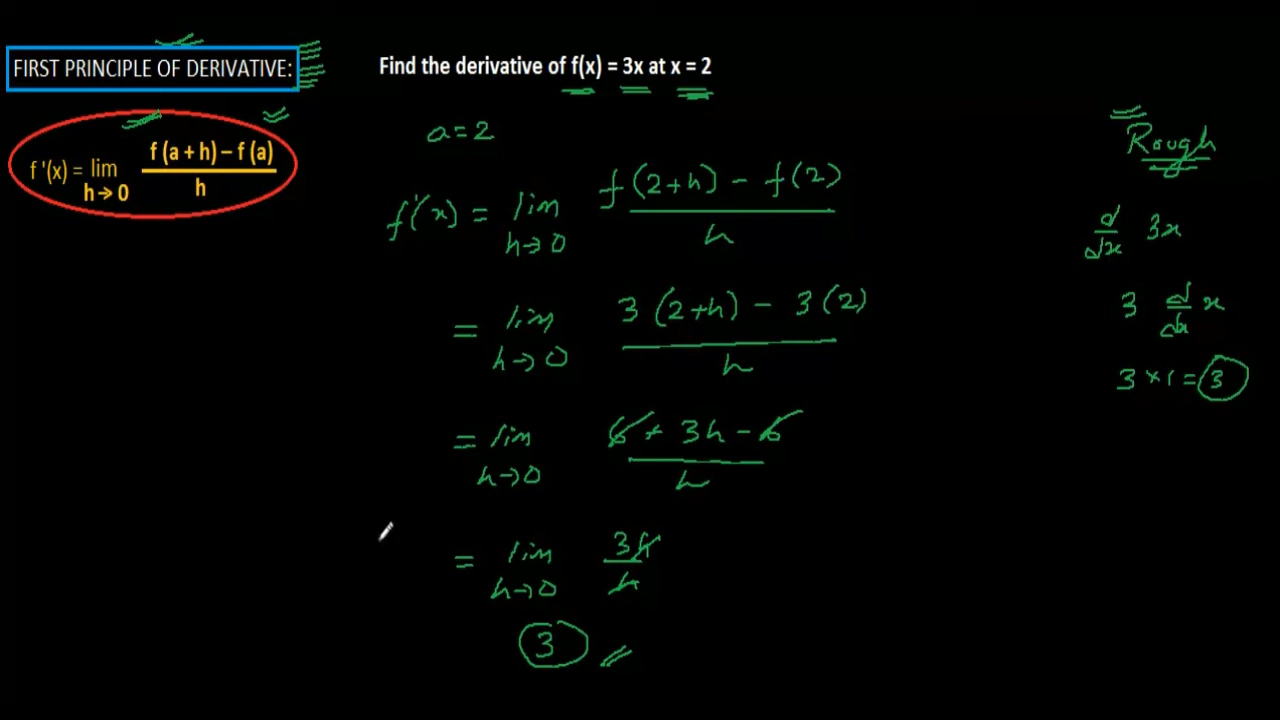 FIRST PRINCIPLE OF DERIVATIVE:
f '(x) = lim h→0 f (a + h) – f (a) / h
Find the derivative of f(x) = 3x at x = 2
a = 2
f'(x) = lim h→0 f(2+h) - f(2) / h
= lim h→0 3(2+h) - 3(2) / h
= lim h→0 6 + 3h - 6 / h
= lim h→0 3h / h
3
Rough
d/dx 3x
3 d/dx x
3 × 1 = 3